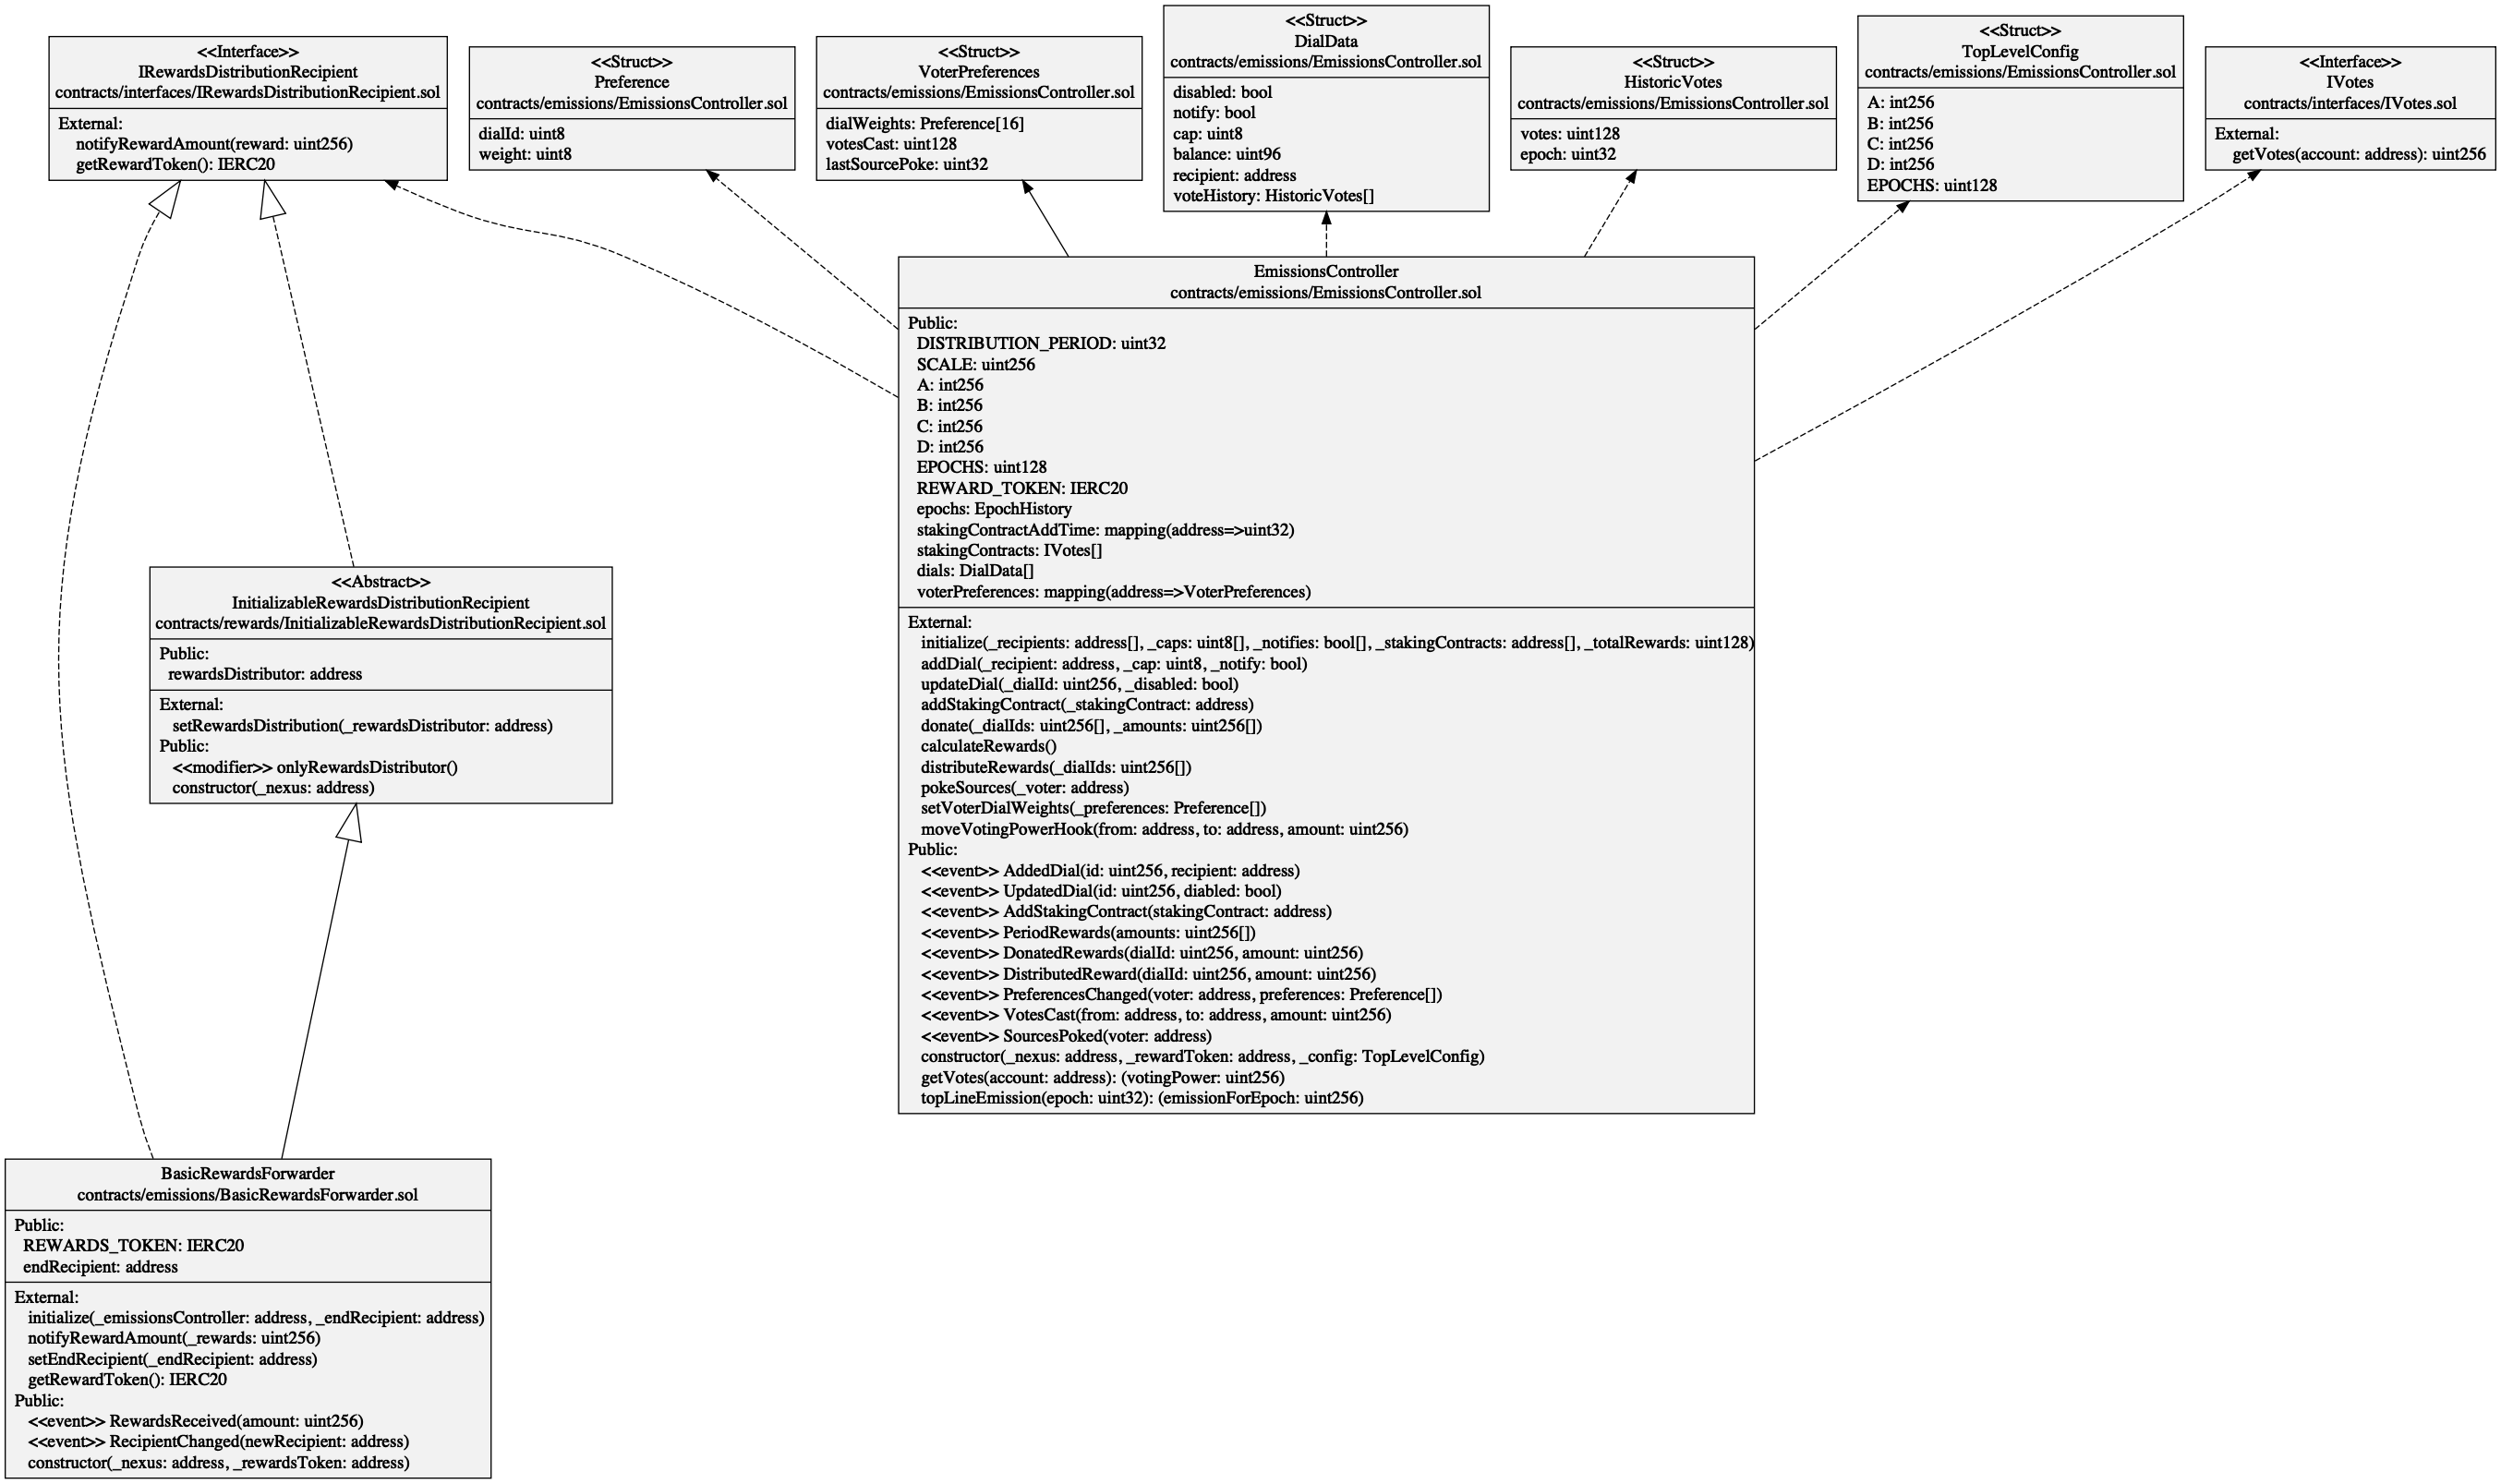 <<Interface>>
IRewardsDistributionRecipient
contracts/interfaces/IRewardsDistributionRecipient.sol
External:
notifyRewardAmount(reward: uint256)
getRewardToken(): IERC20
<<Struct>>
Preference
contracts/emissions/EmissionsController.sol
dialId: uint8
weight: uint8
<<Struct>>
VoterPreferences
contracts/emissions/EmissionsController.sol
dialWeights: Preference[16]
votesCast: uint128
lastSourcePoke: uint32
<<Struct>>
DialData
contracts/emissions/EmissionsController.sol
disabled: bool
notify: bool
cap: uint8
balance: uint96
recipient: address
voteHistory: HistoricVotes[]
<<Struct>>
HistoricVotes
contracts/emissions/EmissionsController.sol
votes: uint128
epoch: uint32
<<Struct>>
TopLevelConfig
contracts/emissions/EmissionsController.sol
A: int256
B: int256
C: int256
D: int256
EPOCHS: uint128
<<Interface>>
IVotes
contracts/interfaces/IVotes.sol
External:
getVotes(account: address): uint256
EmissionsController
contracts/emissions/EmissionsController.sol
Public:
DISTRIBUTION_PERIOD: uint32
SCALE: uint256
A: int256
B: int256
C: int256
D: int256
EPOCHS: uint128
REWARD_TOKEN: IERC20
epochs: EpochHistory
stakingContractAddTime: mapping(address=>uint32)
stakingContracts: IVotes[]
dials: DialData[]
voterPreferences: mapping(address=>VoterPreferences)
External:
initialize(_recipients: address[], _caps: uint8[], _notifies: bool[], _stakingContracts: address[], _totalRewards: uint128)
addDial(_recipient: address, _cap: uint8, _notify: bool)
updateDial(_dialId: uint256, _disabled: bool)
addStakingContract(_stakingContract: address)
donate(_dialIds: uint256[], _amounts: uint256[])
calculateRewards()
distributeRewards(_dialIds: uint256[])
pokeSources(_voter: address)
setVoterDialWeights(_preferences: Preference[])
moveVotingPowerHook(from: address, to: address, amount: uint256)
Public:
<<event>> AddedDial(id: uint256, recipient: address)
<<event>> UpdatedDial(id: uint256, diabled: bool)
<<event>> AddStakingContract(stakingContract: address)
<<event>> PeriodRewards(amounts: uint256[])
<<event>> DonatedRewards(dialId: uint256, amount: uint256)
<<event>> DistributedReward(dialId: uint256, amount: uint256)
<<event>> PreferencesChanged(voter: address, preferences: Preference[])
<<event>> VotesCast(from: address, to: address, amount: uint256)
<<event>> SourcesPoked(voter: address)
constructor(_nexus: address, _rewardToken: address, _config: TopLevelConfig)
getVotes(account: address): (votingPower: uint256)
topLineEmission(epoch: uint32): (emissionForEpoch: uint256)
<<Abstract>>
InitializableRewardsDistributionRecipient
contracts/rewards/InitializableRewardsDistributionRecipient.sol
Public:
rewardsDistributor: address
External:
setRewardsDistribution(_rewardsDistributor: address)
Public:
<<modifier>> onlyRewardsDistributor()
constructor(_nexus: address)
BasicRewardsForwarder
contracts/emissions/BasicRewardsForwarder.sol
Public:
REWARDS_TOKEN: IERC20
endRecipient: address
External:
initialize(_emissionsController: address, _endRecipient: address)
notifyRewardAmount(_rewards: uint256)
setEndRecipient(_endRecipient: address)
getRewardToken(): IERC20
Public:
<<event>> RewardsReceived(amount: uint256)
<<event>> RecipientChanged(newRecipient: address)
constructor(_nexus: address, _rewardsToken: address)